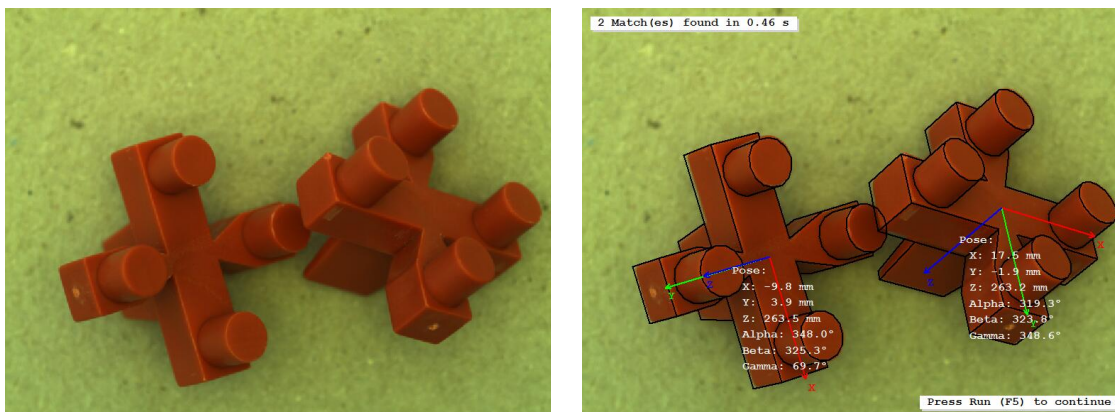 2 Match(es) found in 0.46 s
Pose:
X: 17.5 mm
Y: -1.9 mm
Z: 263.2 mm
Alpha: 319.3°
Beta: 323.8°
Gamma: 348.6°
X
Z
Y
Pose:
X: -9.8 mm
Y: 3.9 mm
Z: 263.5 mm
Alpha: 348.0°
Beta: 325.3°
Gamma: 69.7°
Z
Y
X
Press Run (F5) to continue